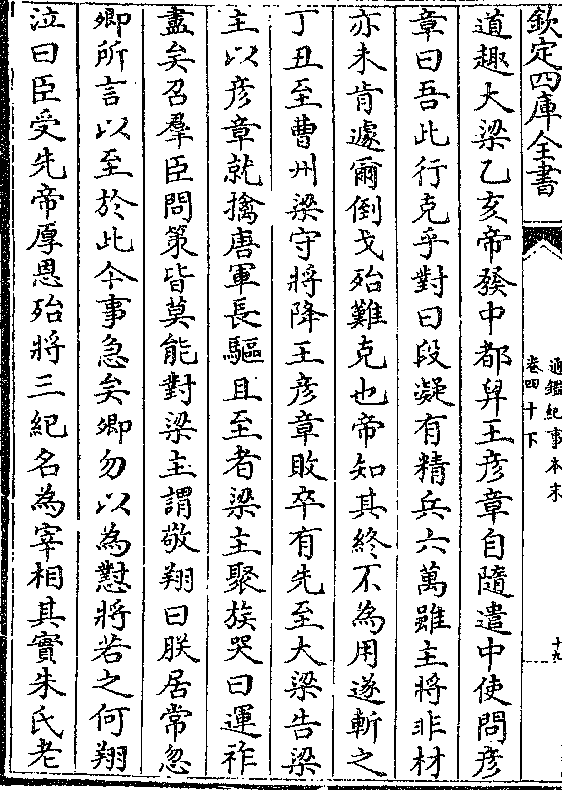 欽定四庫全書
通鑑紀事本末
卷四十下
十九
道趣大梁乙亥帝發中都舁王彥章自隨遣中使問彥
章曰吾此行克乎對曰段凝有精兵六萬雖主將非材
亦未肯遽爾倒戈殆難克也帝知其終不為用遂斬之
丁丑至曹州梁守將降王彥章敗卒有先至大梁告梁
主以彥章就擒唐軍長驅且至者梁主聚族哭曰運祚
盡矣召羣臣問策皆莫能對梁主謂敬翔曰朕居常忽
卿所言以至於此今事急矣卿勿以為懟將若之何翔
泣曰臣受先帝厚恩殆將三紀名為宰相其實朱氏老